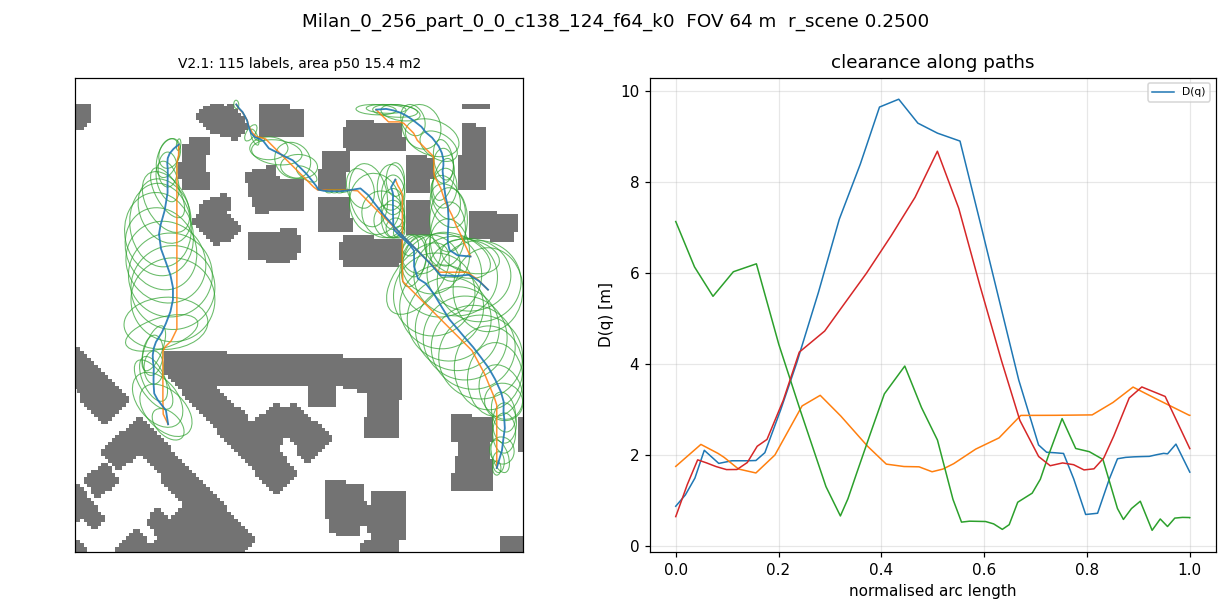 Milan_0_256_part_0_0_c138_124_f64_k0  FOV 64 m  r_scene 0.2500
V2.1: 115 labels, area p50 15.4 m2
clearance along paths
D(q)
10
8
6
4
2
0
D(q) [m]
0.0 0.2 0.4 0.6 0.8 1.0
normalised arc length